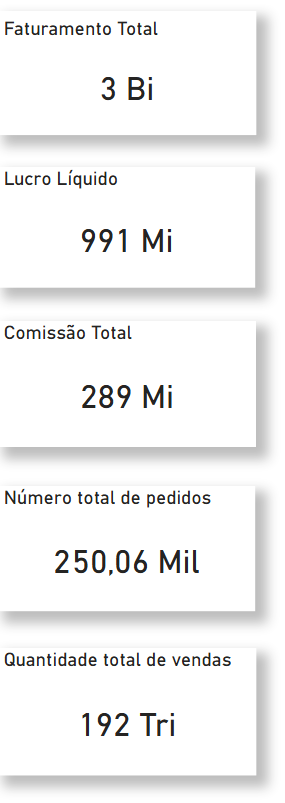 Faturamento Total
3 Bi
Lucro Líquido
991 Mi
Comissão Total
289 Mi
Número total de pedidos
250,06 Mil
Quantidade total de vendas
192 Tri